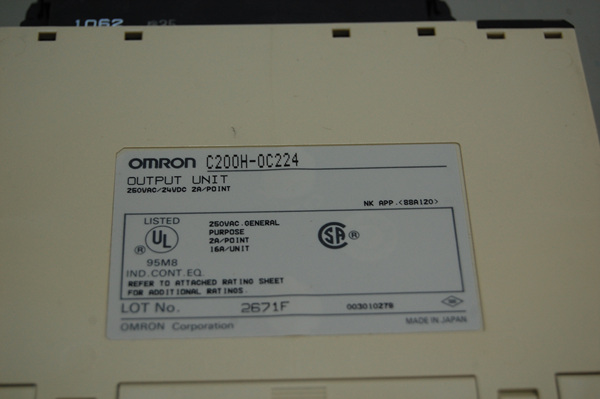 1062
OMRON C200H-OC224
OUTPUT UNIT
250VAC/24VDC 2A/POINT
NK APP.<88A120>
LISTED
UL
®
95M8
IND.CONT.EQ.
250VAC.GENERAL
PURPOSE
2A/POINT
16A/UNIT
SA
®
REFER TO ATTACHED RATING SHEET
FOR ADDITIONAL RATINGS.
LOT No. 2671F
OMRON Corporation
MADE IN JAPAN